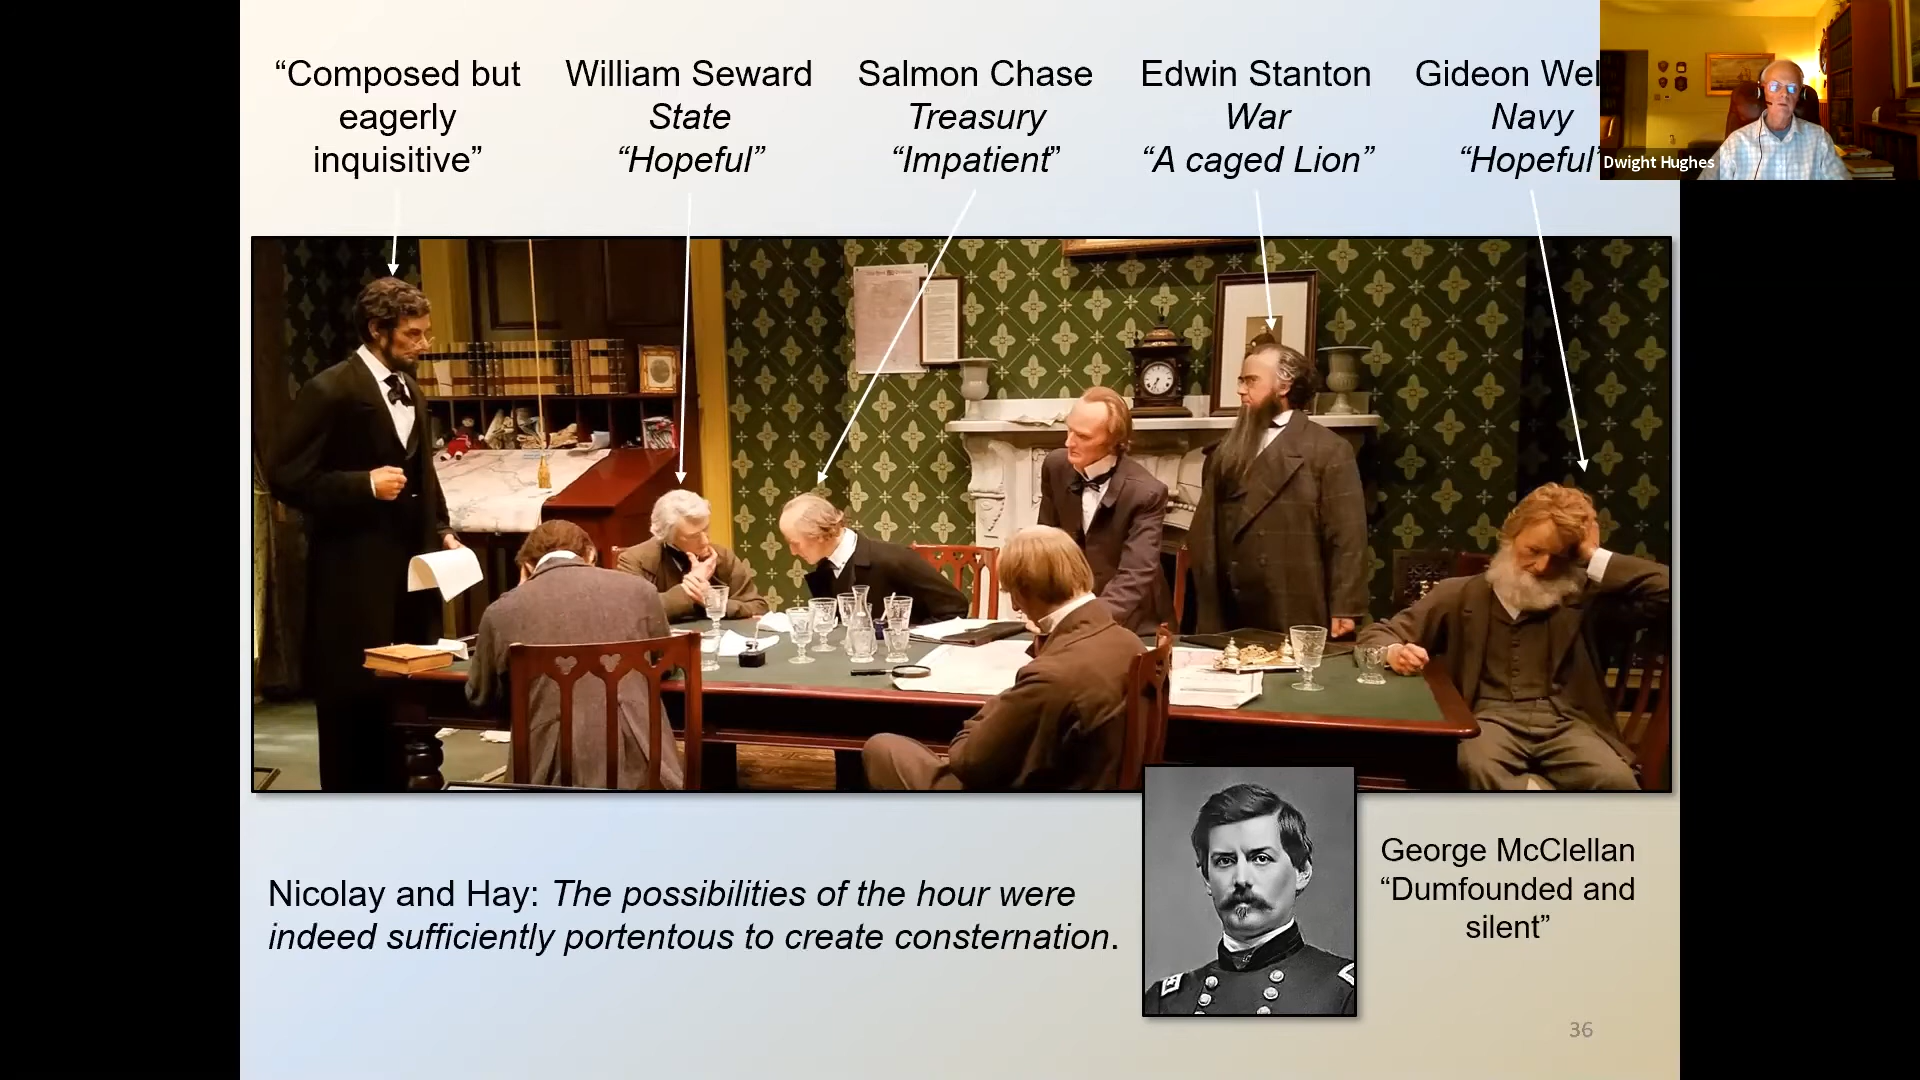 “Composed but
eagerly
inquisitive”
William Seward
State
“Hopeful”
Salmon Chase
Treasury
“Impatient”
Edwin Stanton
War
“A caged Lion”
Gideon Wel
Navy
“Hopeful”
Dwight Hughes
Nicolay and Hay: The possibilities of the hour were
indeed sufficiently portentous to create consternation.
George McClellan
“Dumfounded and
silent”
36